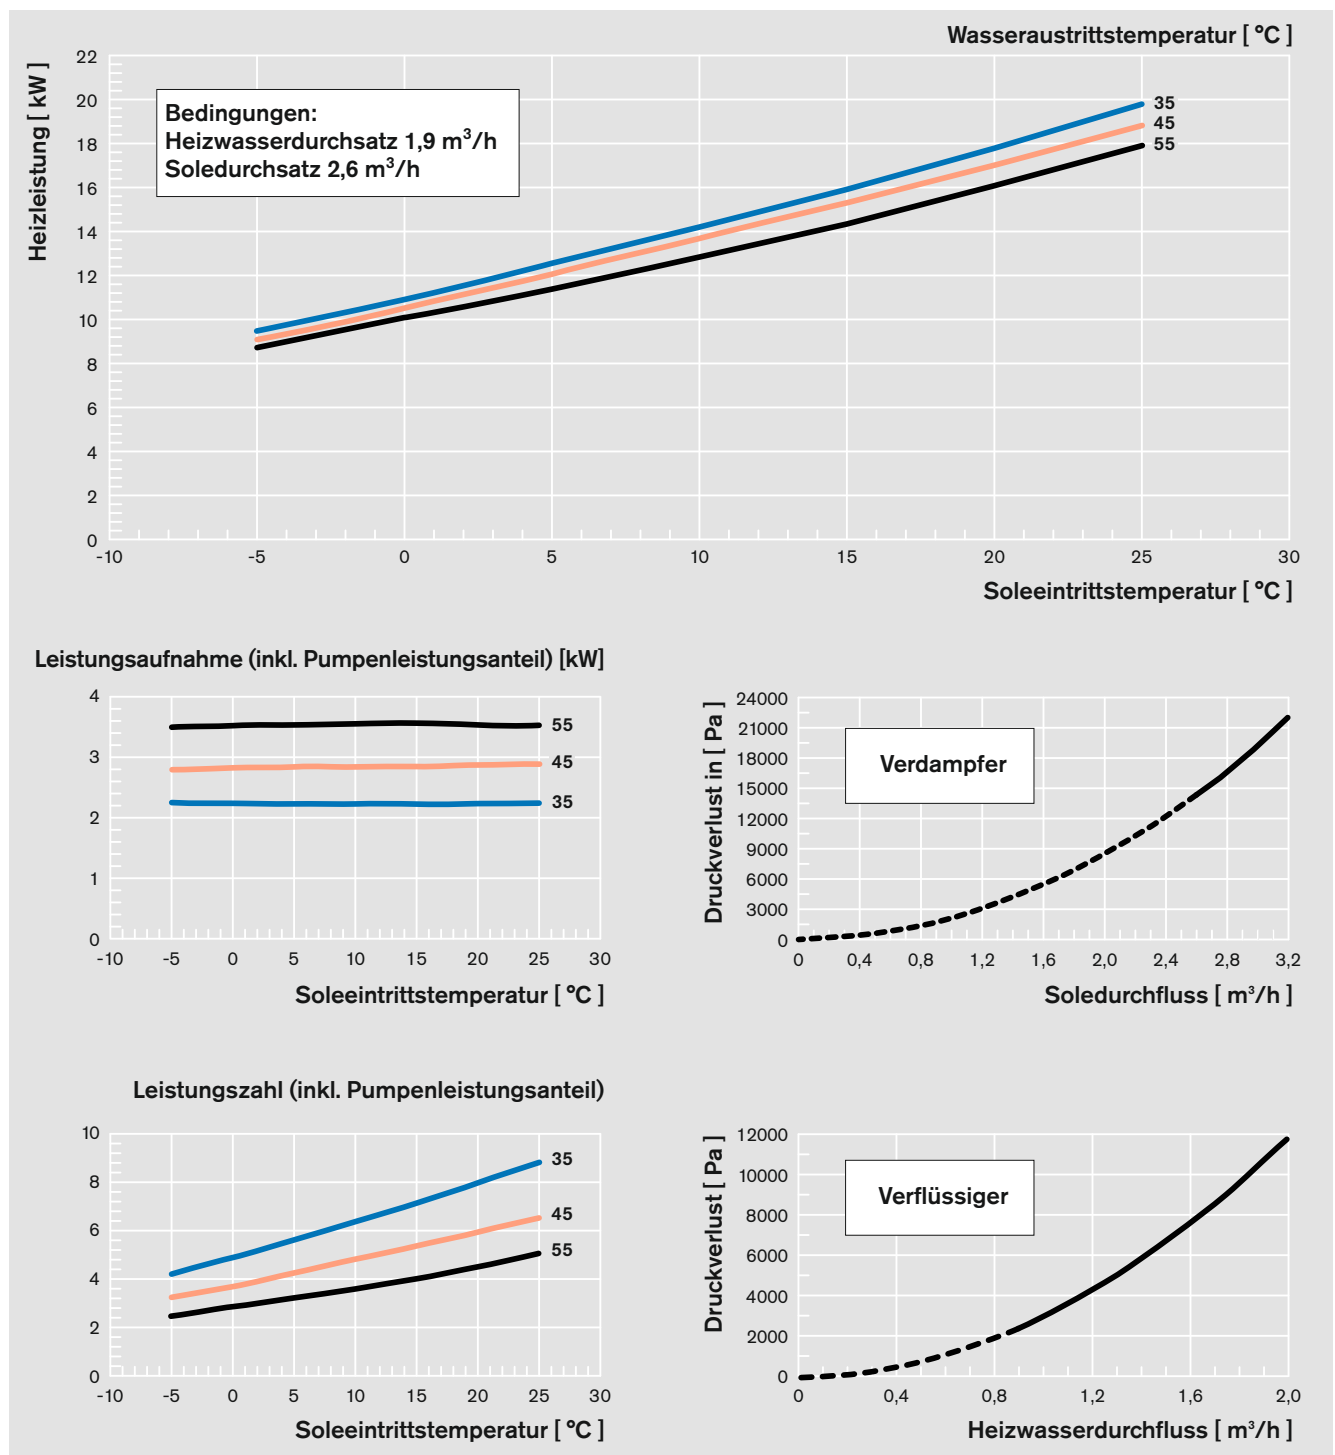 Wasseraustrittstemperatur [ °C ]
Heizleistung [ kW ]
22
20
18
16
14
12
10
8
6
4
2
0
Bedingungen:
Heizwasserdurchsatz 1,9 m³/h
Soledurchsatz 2,6 m³/h
35
45
55
-10 -5 0 5 10 15 20 25 30
Soleeintrittstemperatur [ °C ]
Leistungsaufnahme (inkl. Pumpenleistungsanteil) [kW]
4
3
2
1
0
55
45
35
-10 -5 0 5 10 15 20 25 30
Soleeintrittstemperatur [ °C ]
Druckverlust in [ Pa ]
24000
21000
18000
15000
12000
9000
6000
3000
0
Verdampfer
0 0,4 0,8 1,2 1,6 2,0 2,4 2,8 3,2
Soledurchfluss [ m³/h ]
Leistungszahl (inkl. Pumpenleistungsanteil)
10
8
6
4
2
0
35
45
55
-10 -5 0 5 10 15 20 25 30
Soleeintrittstemperatur [ °C ]
Druckverlust [ Pa ]
12000
10000
8000
6000
4000
2000
0
Verflüssiger
0 0,4 0,8 1,2 1,6 2,0
Heizwasserdurchfluss [ m³/h ]